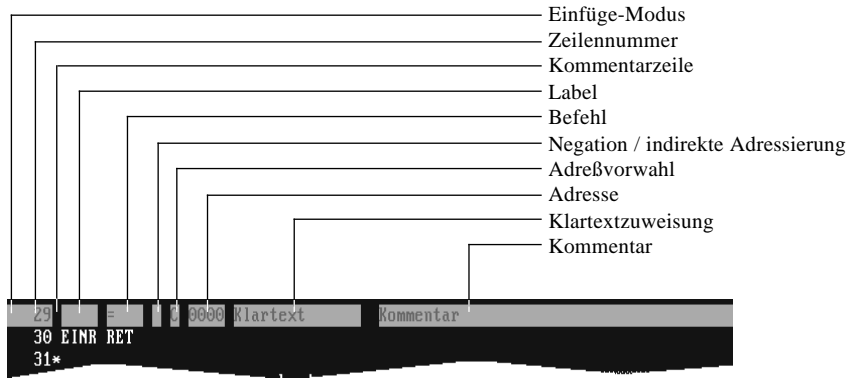 Einfüge-Modus
Zeilennummer
Kommentarzeile
Label
Befehl
Negation / indirekte Adressierung
Adreßvorwahl
Adresse
Klartextzuweisung
Kommentar
29 = C 0000 Klartext Kommentar
30 EINR RET
31*